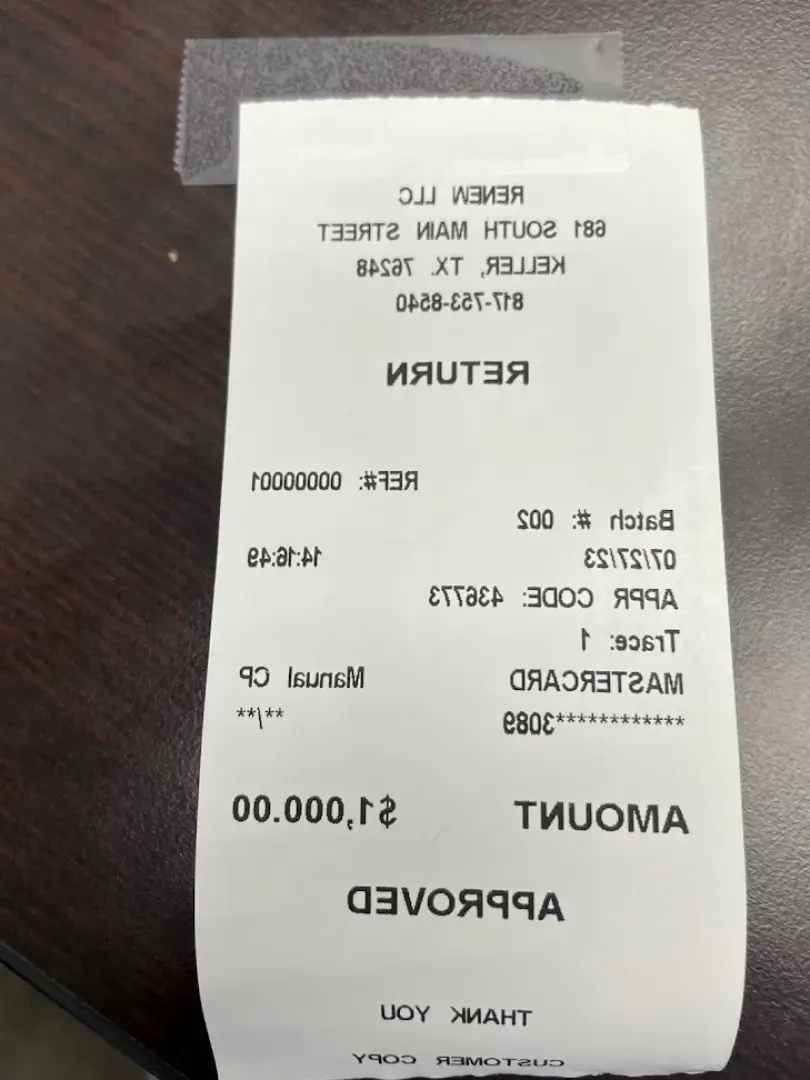 RENEW LLC
681 SOUTH MAIN STREET
KELLER, TX. 76248
817-753-8540
RETURN
REF#: 00000001
Batch #: 002
07/27/23 14:16:49
APPR CODE: 436773
Trace: 1
MASTERCARD Manual CP
************3089 **/**
AMOUNT $1,000.00
APPROVED
THANK YOU
CUSTOMER COPY